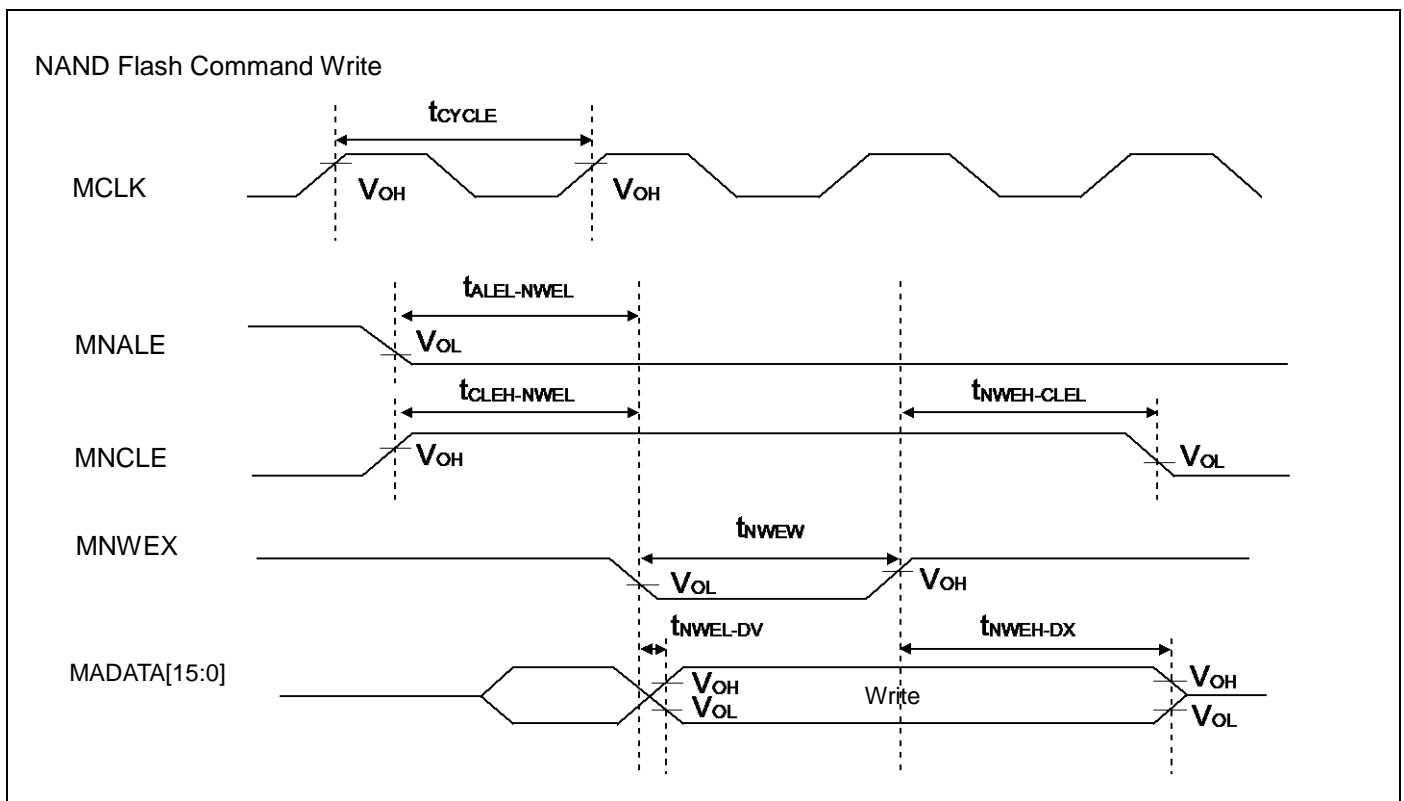 NAND Flash Command Write
tCYCLE
MCLK
VOH
VOH
tALEL-NWEL
MNALE
VOL
tCLEH-NWEL
tNWEH-CLEL
MNCLE
VOH
VOL
MNWEX
tNWEW
VOL
VOH
tNWEL-DV
tNWEH-DX
MADATA[15:0]
VOH
Write
VOH
VOL
VOL